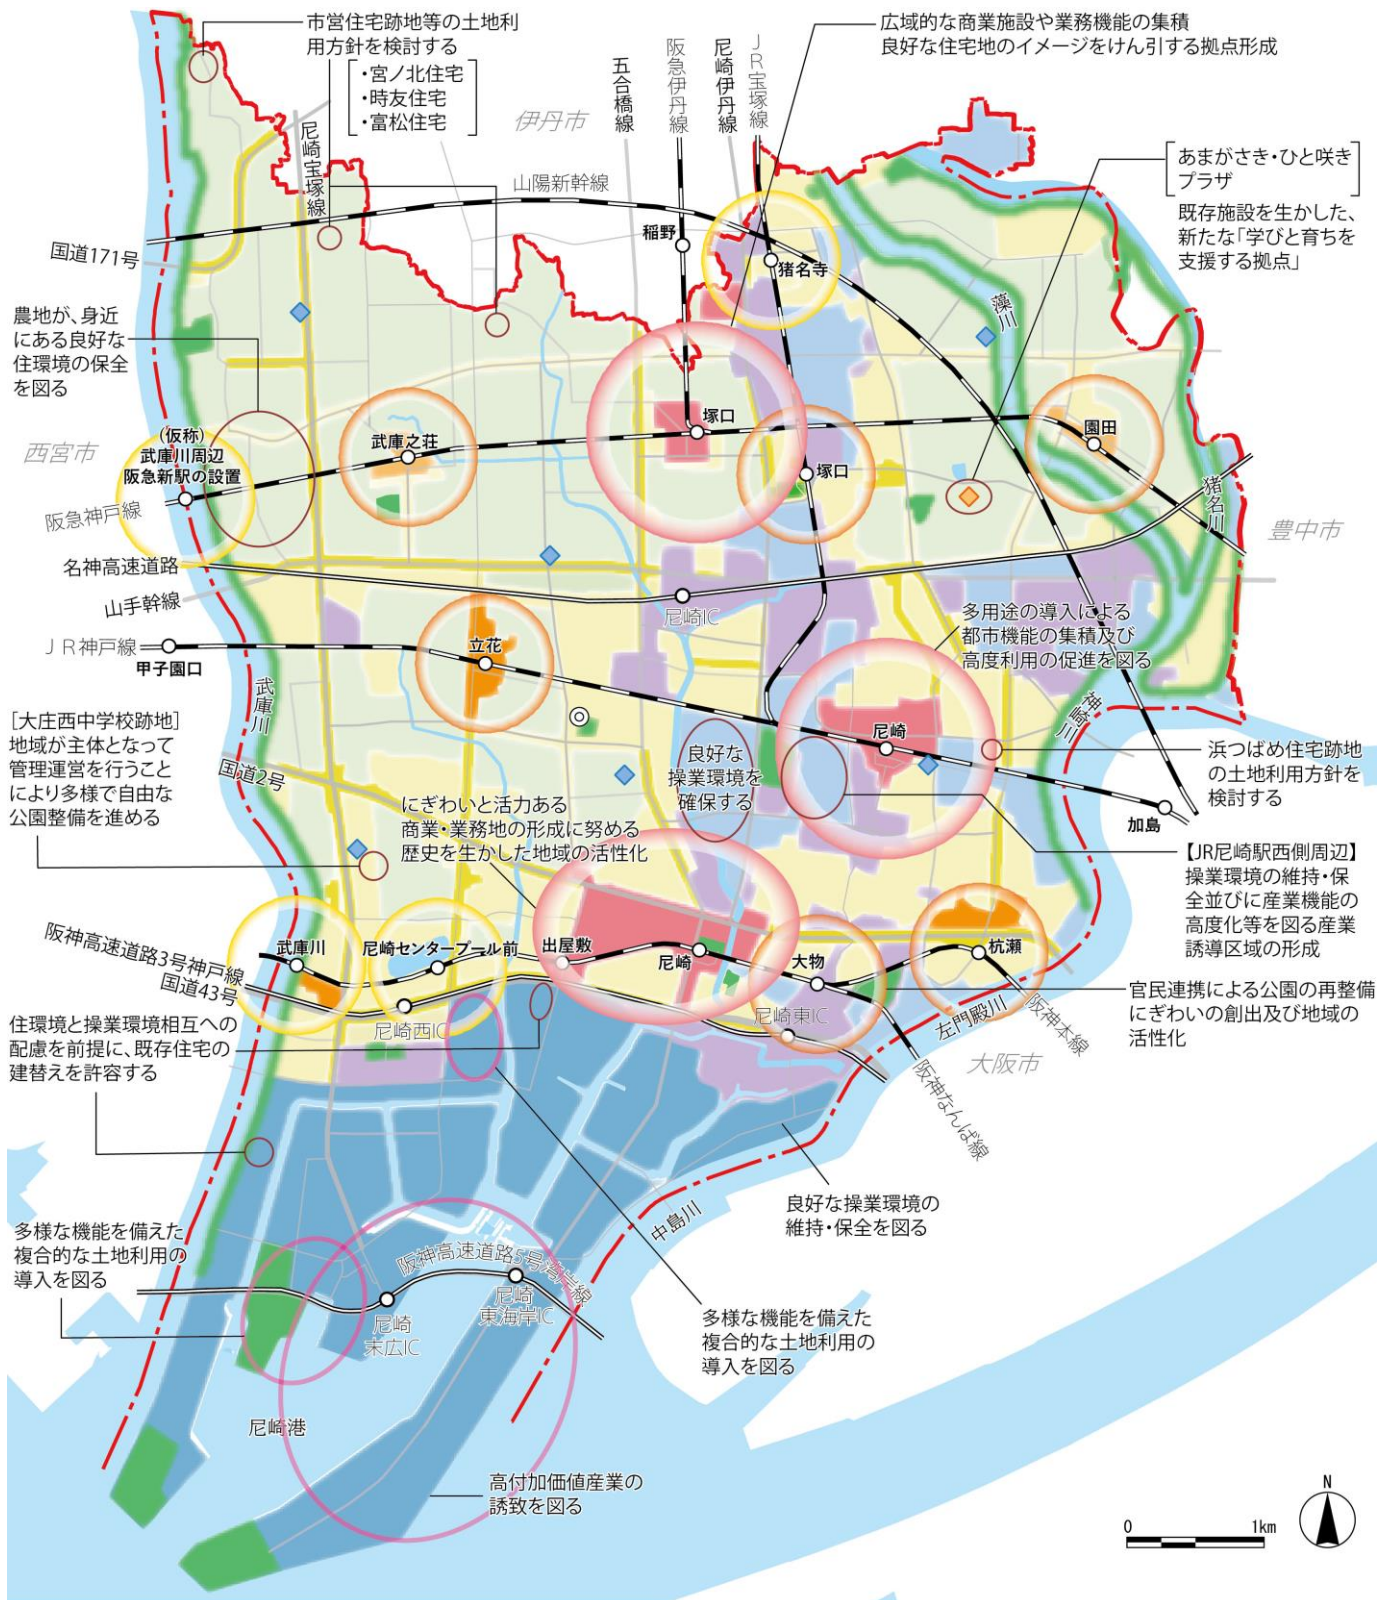 市営住宅跡地等の土地利
用方針を検討する
・宮ノ北住宅
・時友住宅
・富松住宅
広域的な商業施設や業務機能の集積
良好な住宅地のイメージをけん引する拠点形成
伊丹市
五合橋線
阪急伊丹線
尼崎伊丹線
JR宝塚線
尼崎宝塚線
山陽新幹線
国道171号
稲野
猪名寺
[あまがさき・ひと咲き
プラザ]
既存施設を生かした、
新たな「学びと育ちを
支援する拠点」
藻川
農地が、身近
にある良好な
住環境の保全
を図る
西宮市
(仮称)
武庫川周辺
阪急新駅の設置
武庫之荘
塚口
塚口
園田
猪名川
豊中市
阪急神戸線
名神高速道路
山手幹線
尼崎IC
JR神戸線
甲子園口
立花
多用途の導入による
都市機能の集積及び
高度利用の促進を図る
武庫川
[大庄西中学校跡地]
地域が主体となって
管理運営を行うこと
により多様で自由な
公園整備を進める
国道2号
良好な
操業環境を
確保する
尼崎
神崎川
浜つばめ住宅跡地
の土地利用方針を
検討する
加島
にぎわいと活力ある
商業・業務地の形成に努める
歴史を生かした地域の活性化
【JR尼崎駅西側周辺】
操業環境の維持・保
全並びに産業機能の
高度化等を図る産業
誘導区域の形成
阪神高速道路3号神戸線
国道43号
武庫川
尼崎センタープール前
出屋敷
尼崎
大物
杭瀬
尼崎西IC
尼崎東IC
左門殿川
阪神本線
大阪市
阪神なんば線
官民連携による公園の再整備
にぎわいの創出及び地域の
活性化
住環境と操業環境相互への
配慮を前提に、既存住宅の
建替えを許容する
良好な操業環境の
維持・保全を図る
中島川
多様な機能を備えた
複合的な土地利用の
導入を図る
阪神高速道路5号湾岸線
尼崎
末広IC
尼崎
東海岸IC
多様な機能を備えた
複合的な土地利用の
導入を図る
尼崎港
高付加価値産業の
誘致を図る
N
0 1km